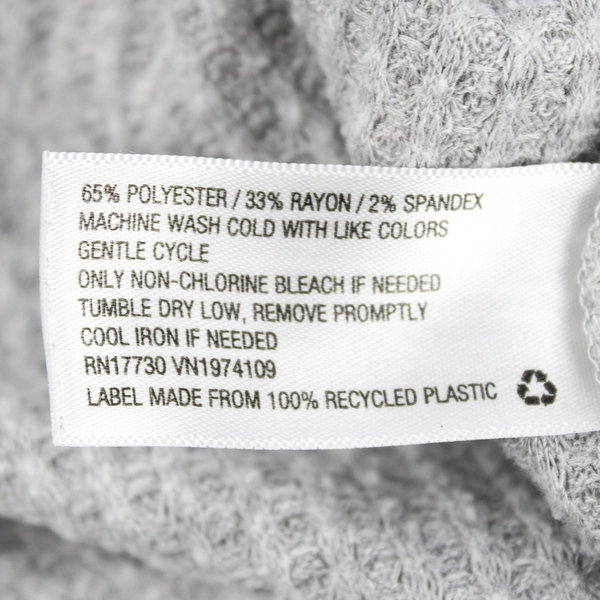 65% POLYESTER / 33% RAYON / 2% SPANDEX
MACHINE WASH COLD WITH LIKE COLORS
GENTLE CYCLE
ONLY NON-CHLORINE BLEACH IF NEEDED
TUMBLE DRY LOW, REMOVE PROMPTLY
COOL IRON IF NEEDED
RN17730 VN1974109
LABEL MADE FROM 100% RECYCLED PLASTIC